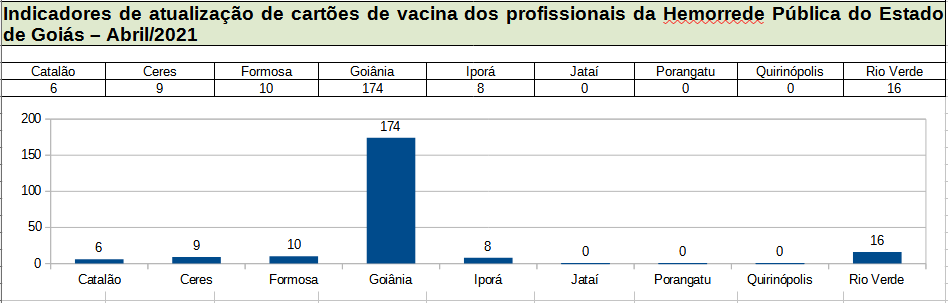 Indicadores de atualização de cartões de vacina dos profissionais da Hemorrede Pública do Estado
de Goiás – Abril/2021
Catalão Ceres Formosa Goiânia Iporá Jataí Porangatu Quirinópolis Rio Verde
6 9 10 174 8 0 0 0 16
200
174
150
100
50
6 9 10 8 0 0 0 16
0
Catalão Ceres Formosa Goiânia Iporá Jataí Porangatu Quirinópolis Rio Verde